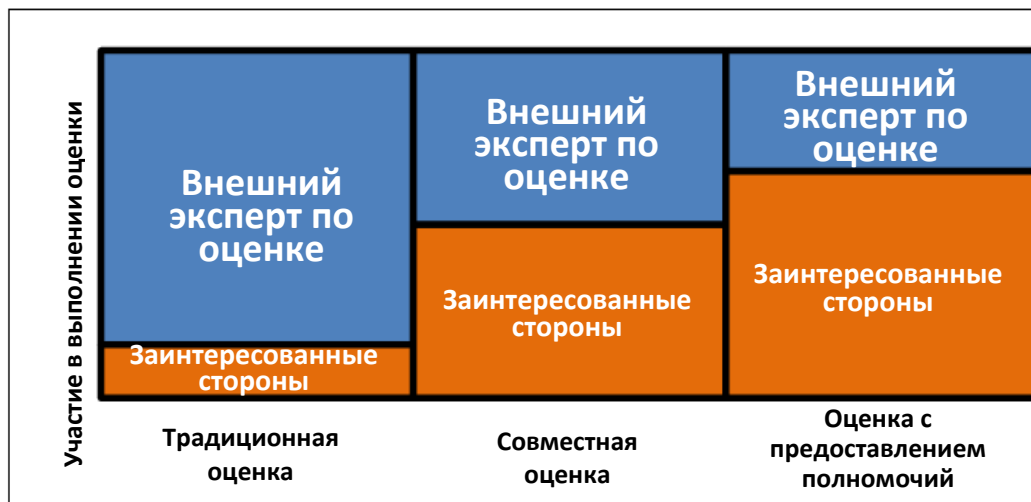 Участие в выполнении оценки
Внешний
эксперт по
оценке
Заинтересованные
стороны
Внешний
эксперт по
оценке
Заинтересованные
стороны
Внешний
эксперт по
оценке
Заинтересованные
стороны
Традиционная
оценка
Совместная
оценка
Оценка с
предоставлением
полномочий